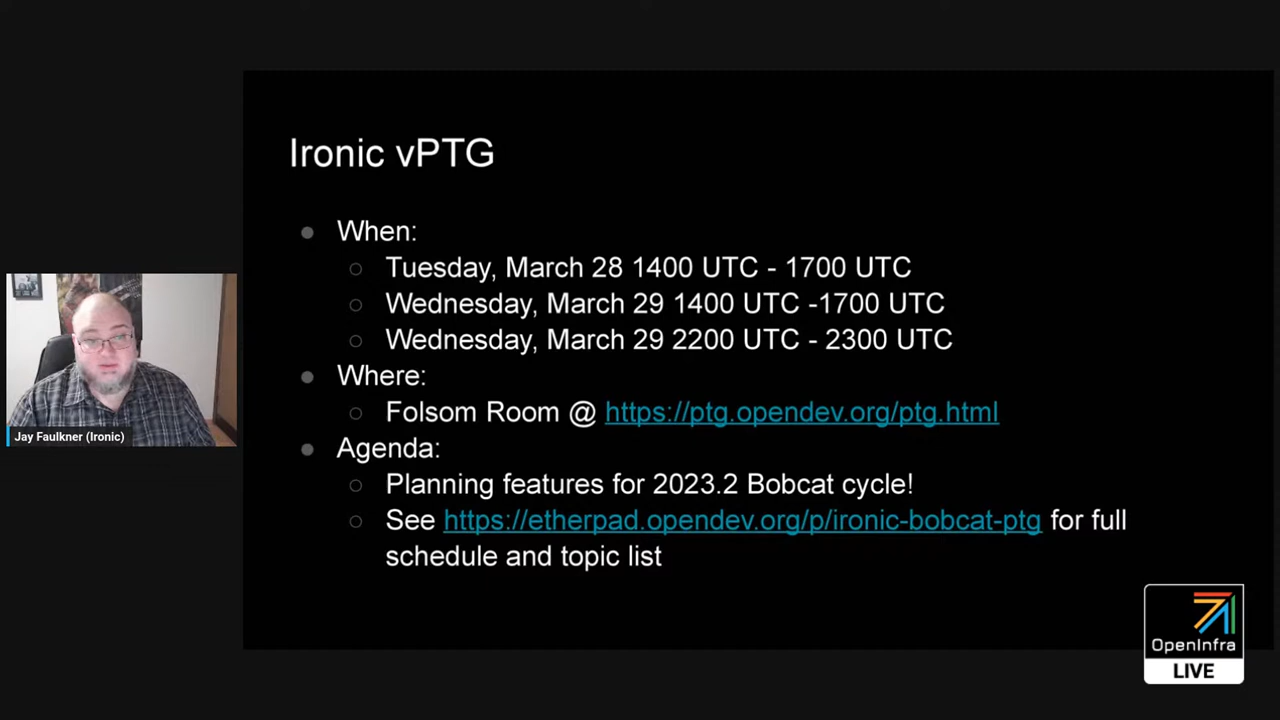 Ironic vPTG
When:
Tuesday, March 28 1400 UTC - 1700 UTC
Wednesday, March 29 1400 UTC -1700 UTC
Wednesday, March 29 2200 UTC - 2300 UTC
Where:
Folsom Room @ https://ptg.opendev.org/ptg.html
Agenda:
Planning features for 2023.2 Bobcat cycle!
See https://etherpad.opendev.org/p/ironic-bobcat-ptg for full
schedule and topic list
Jay Faulkner (Ironic)
OpenInfra
LIVE